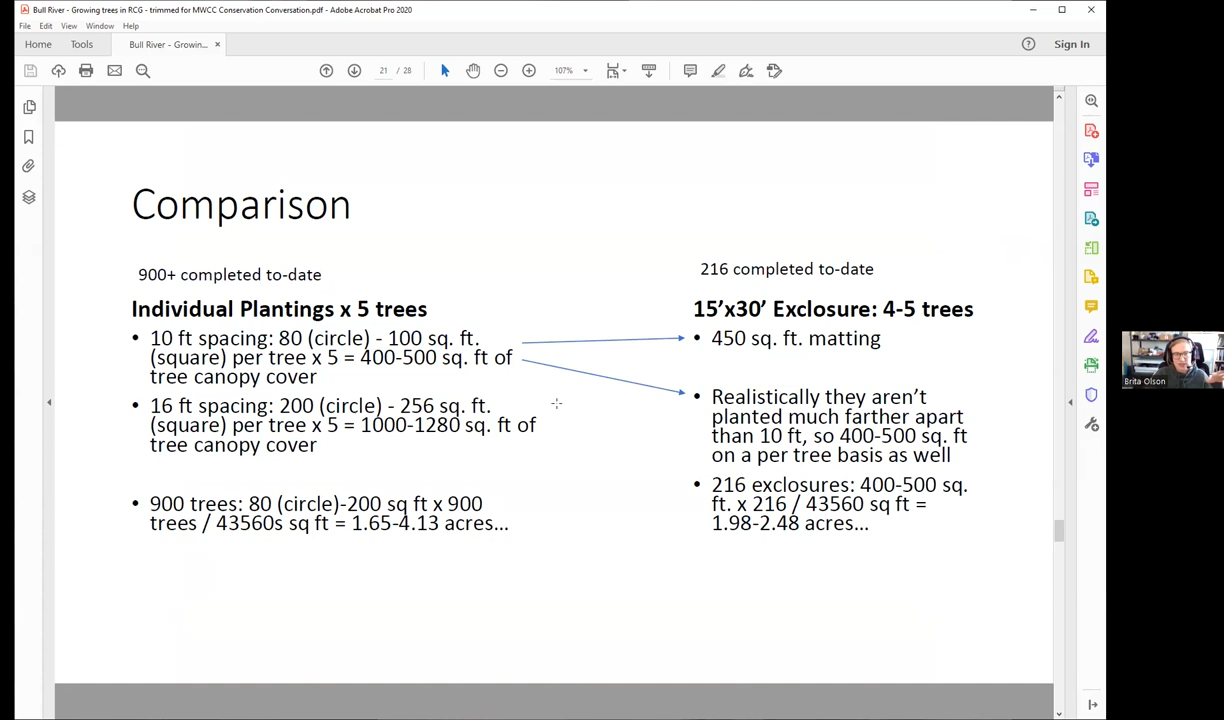 Bull River - Growing trees in RCG - trimmed for MWCC Conservation Conversation.pdf - Adobe Acrobat Pro 2020
File Edit View Window Help
Home Tools Bull River - Growin... ×
Sign In
21 / 28
107%
Comparison
900+ completed to-date
Individual Plantings x 5 trees
• 10 ft spacing: 80 (circle) - 100 sq. ft.
(square) per tree x 5 = 400-500 sq. ft of
tree canopy cover
• 16 ft spacing: 200 (circle) - 256 sq. ft.
(square) per tree x 5 = 1000-1280 sq. ft of
tree canopy cover
• 900 trees: 80 (circle)-200 sq ft x 900
trees / 43560s sq ft = 1.65-4.13 acres...
216 completed to-date
15’x30’ Exclosure: 4-5 trees
• 450 sq. ft. matting
• Realistically they aren’t
planted much farther apart
than 10 ft, so 400-500 sq. ft
on a per tree basis as well
• 216 exclosures: 400-500 sq.
ft. x 216 / 43560 sq ft =
1.98-2.48 acres...
Brita Olson